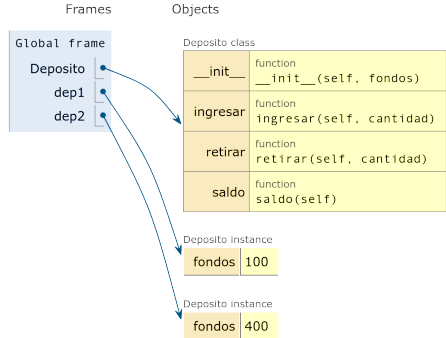 Frames Objects
Global frame
Deposito
dep1
dep2
Deposito class
__init__ function
__init__(self, fondos)
ingresar function
ingresar(self, cantidad)
retirar function
retirar(self, cantidad)
saldo function
saldo(self)
Deposito instance
fondos 100
Deposito instance
fondos 400